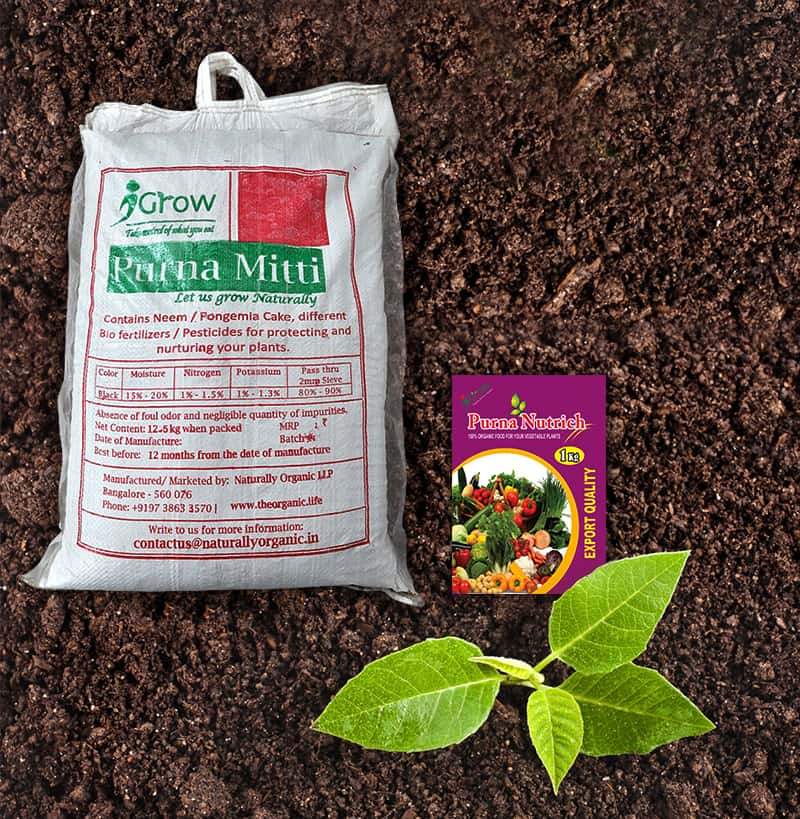 iGrow
Take control of what you eat
Purna Mitti
Let us grow Naturally
Contains Neem / Pongemia Cake, different
Bio fertilizers / Pesticides for protecting and
nurturing your plants.
Color Moisture Nitrogen Potassium Pass thru
2mm Sieve
Black 15% - 20% 1% - 1.5% 1% - 1.3% 80% - 90%
Absence of foul odor and negligible quantity of impurities.
Net Content: 12.5kg when packed MRP : ₹
Date of Manufacture: Batch
Best before: 12 months from the date of manufacture
Manufactured/ Marketed by: Naturally Organic LLP
Bangalore - 560 076
Phone: +9197 3863 3570 | www.theorganic.life
Write to us for more information:
contactus@naturallyorganic.in
Purna Nutrich
100% ORGANIC FOOD FOR YOUR VEGETABLE PLANTS
1 Kg
EXPORT QUALITY